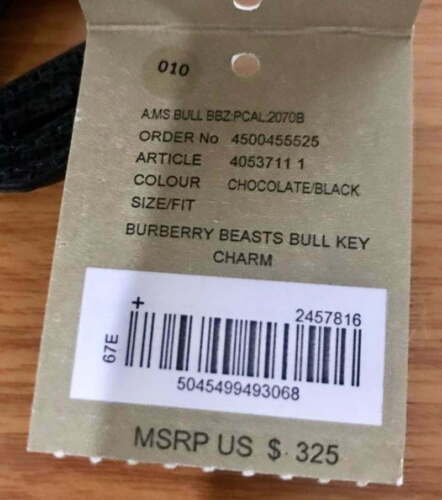 010
A:MS BULL BBZ:PCAL:2070B
ORDER No 4500455525
ARTICLE 4053711 1
COLOUR CHOCOLATE/BLACK
SIZE/FIT
BURBERRY BEASTS BULL KEY
CHARM
+
2457816
67E
5045499493068
MSRP US $ 325